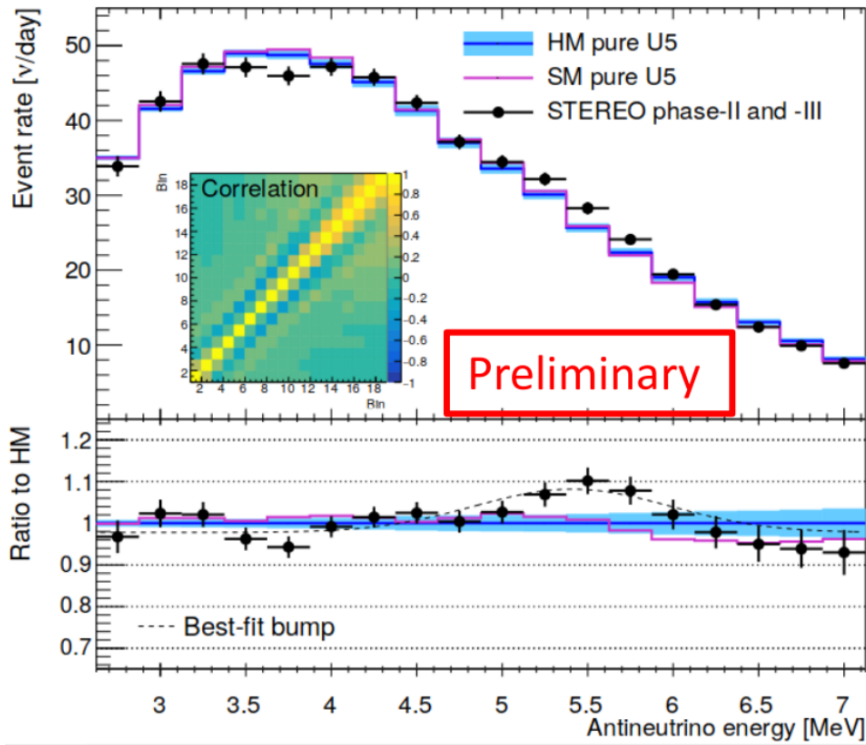 Event rate [ν/day]
50
40
30
20
10
HM pure U5
SM pure U5
STEREO phase-II and -III
Correlation
Bin
18
16
14
12
10
8
6
4
2
2 4 6 8 10 12 14 16 18
Bin
1
0.8
0.6
0.4
0.2
0
-0.2
-0.4
-0.6
-0.8
-1
Preliminary
Ratio to HM
1.2
1.1
1
0.9
0.8
0.7
Best-fit bump
3 3.5 4 4.5 5 5.5 6 6.5 7
Antineutrino energy [MeV]